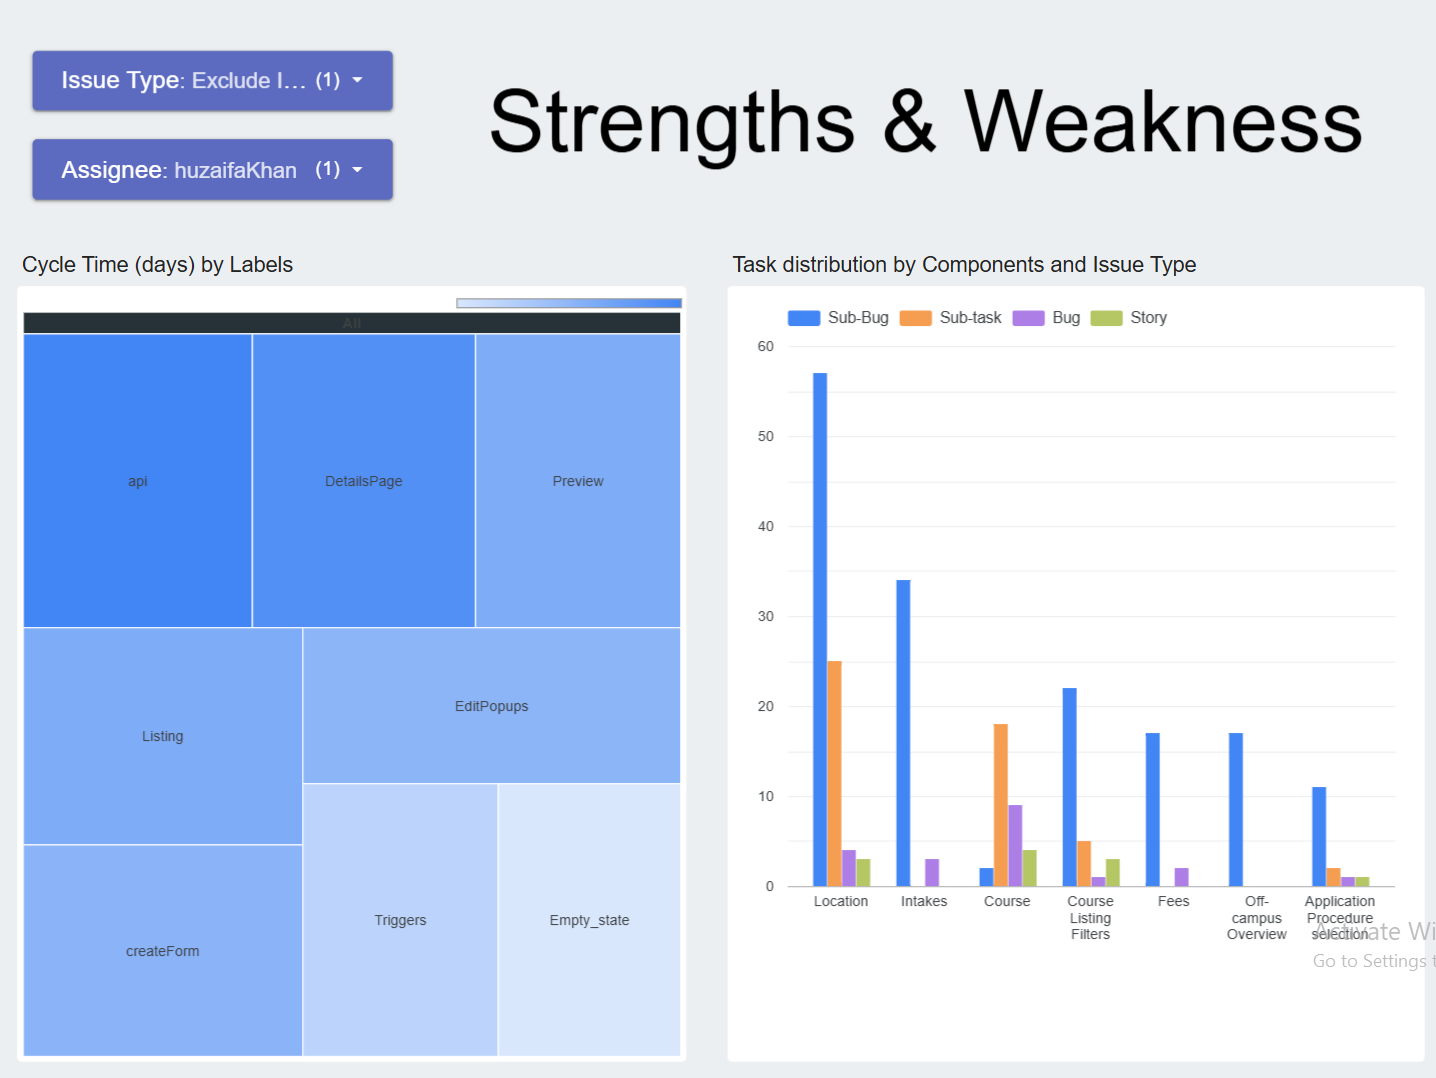 Issue Type: Exclude I... (1)
Assignee: huzaifaKhan (1)
Strengths & Weakness
Cycle Time (days) by Labels
All
api
DetailsPage
Preview
Listing
EditPopups
createForm
Triggers
Empty_state
Task distribution by Components and Issue Type
Sub-Bug Sub-task Bug Story
60
50
40
30
20
10
0
Location
Intakes
Course
Course
Listing
Filters
Fees
Off-
campus
Overview
Application
Procedure
selection
Activate Wi
Go to Settings t